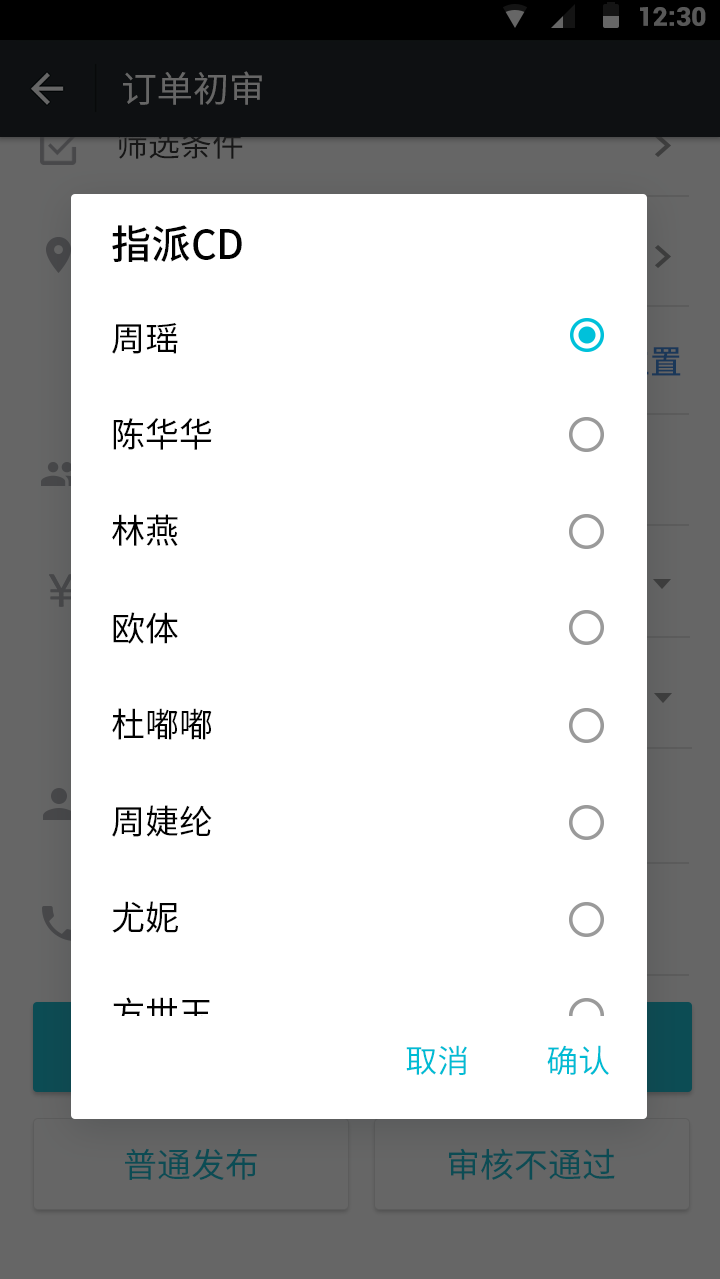 12:30
订单初审
筛选条件
指派CD
周瑶
置
陈华华
林燕
欧体
¥
杜嘟嘟
周婕纶
尤妮
取消
确认
普通发布
审核不通过